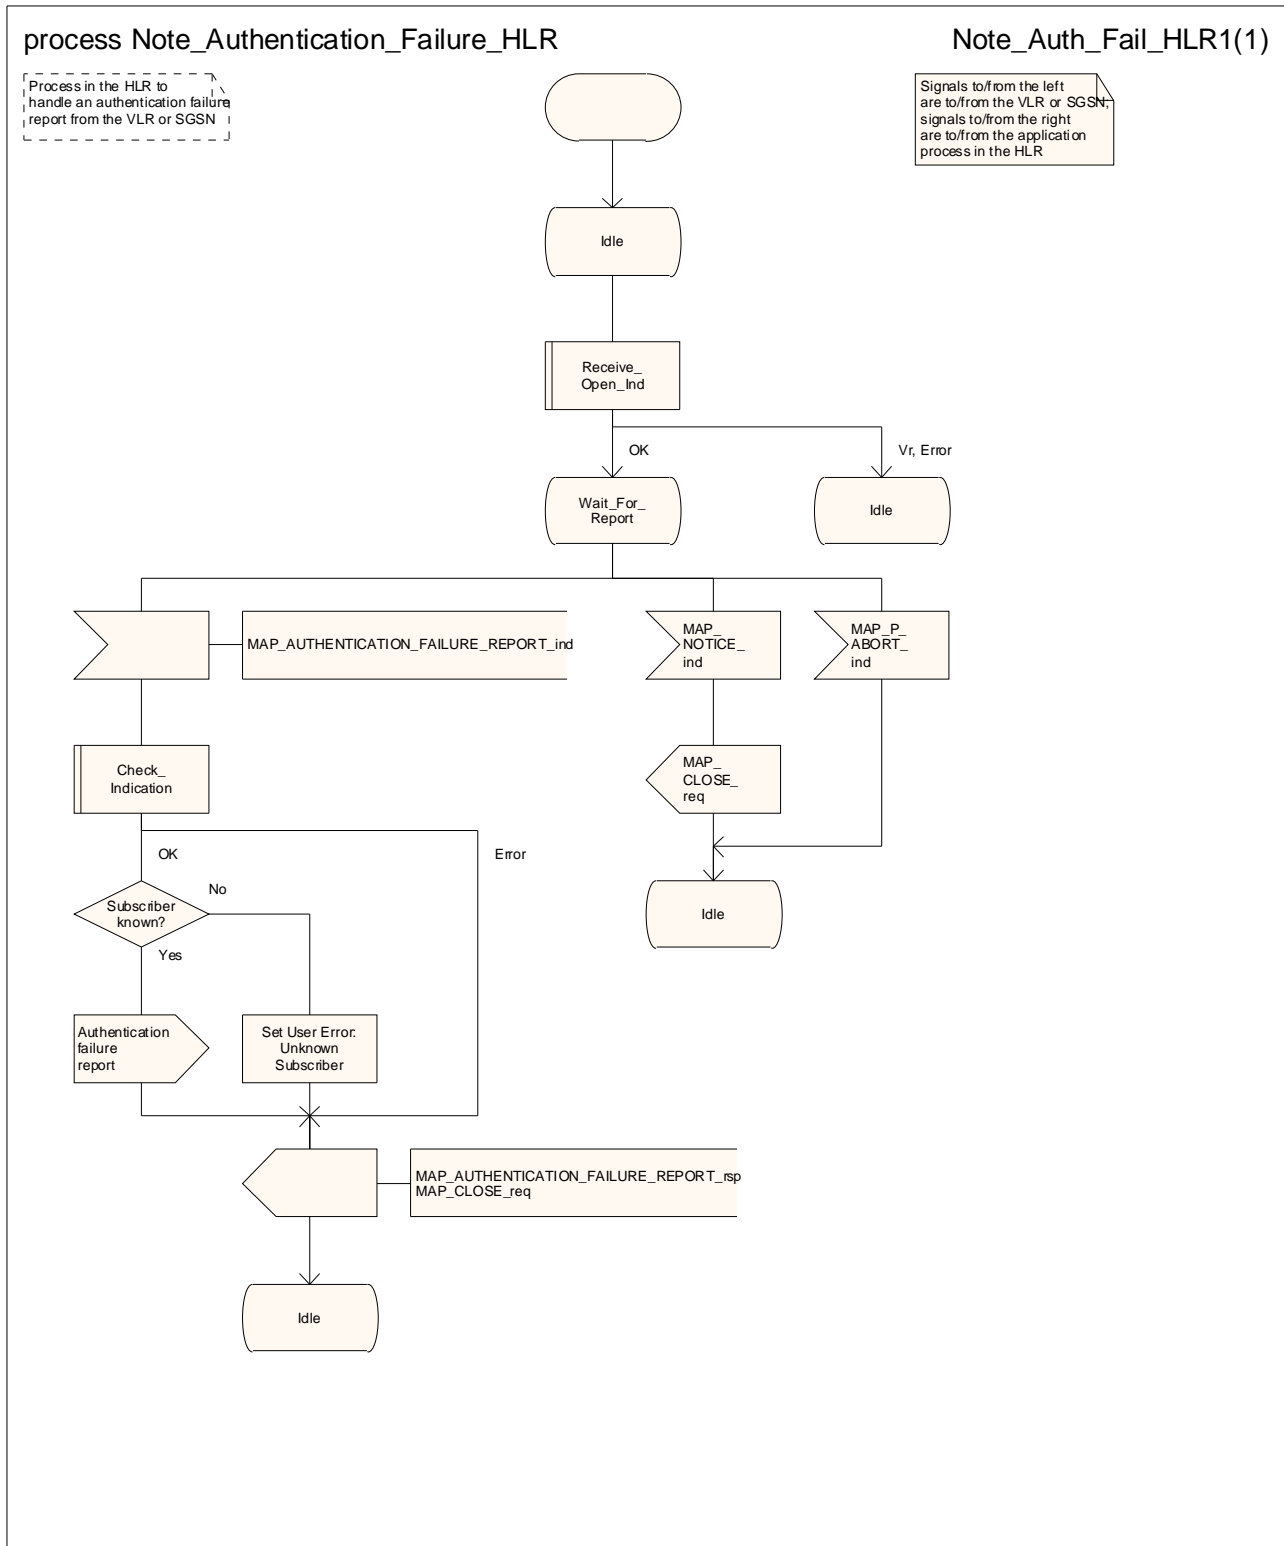 process Note_Authentication_Failure_HLR
Note_Auth_Fail_HLR1(1)
Process in the HLR to
handle an authentication failure
report from the VLR or SGSN
Signals to/from the left
are to/from the VLR or SGSN,
signals to/from the right
are to/from the application
process in the HLR
Idle
Receive_
Open_Ind
OK
Vr, Error
Wait_For_
Report
Idle
MAP_AUTHENTICATION_FAILURE_REPORT_ind
MAP_
NOTICE_
ind
MAP_P_
ABORT_
ind
Check_
Indication
MAP_
CLOSE_
req
OK
Error
No
Subscriber
known?
Idle
Yes
Authentication
failure
report
Set User Error:
Unknown
Subscriber
MAP_AUTHENTICATION_FAILURE_REPORT_rsp
MAP_CLOSE_req
Idle